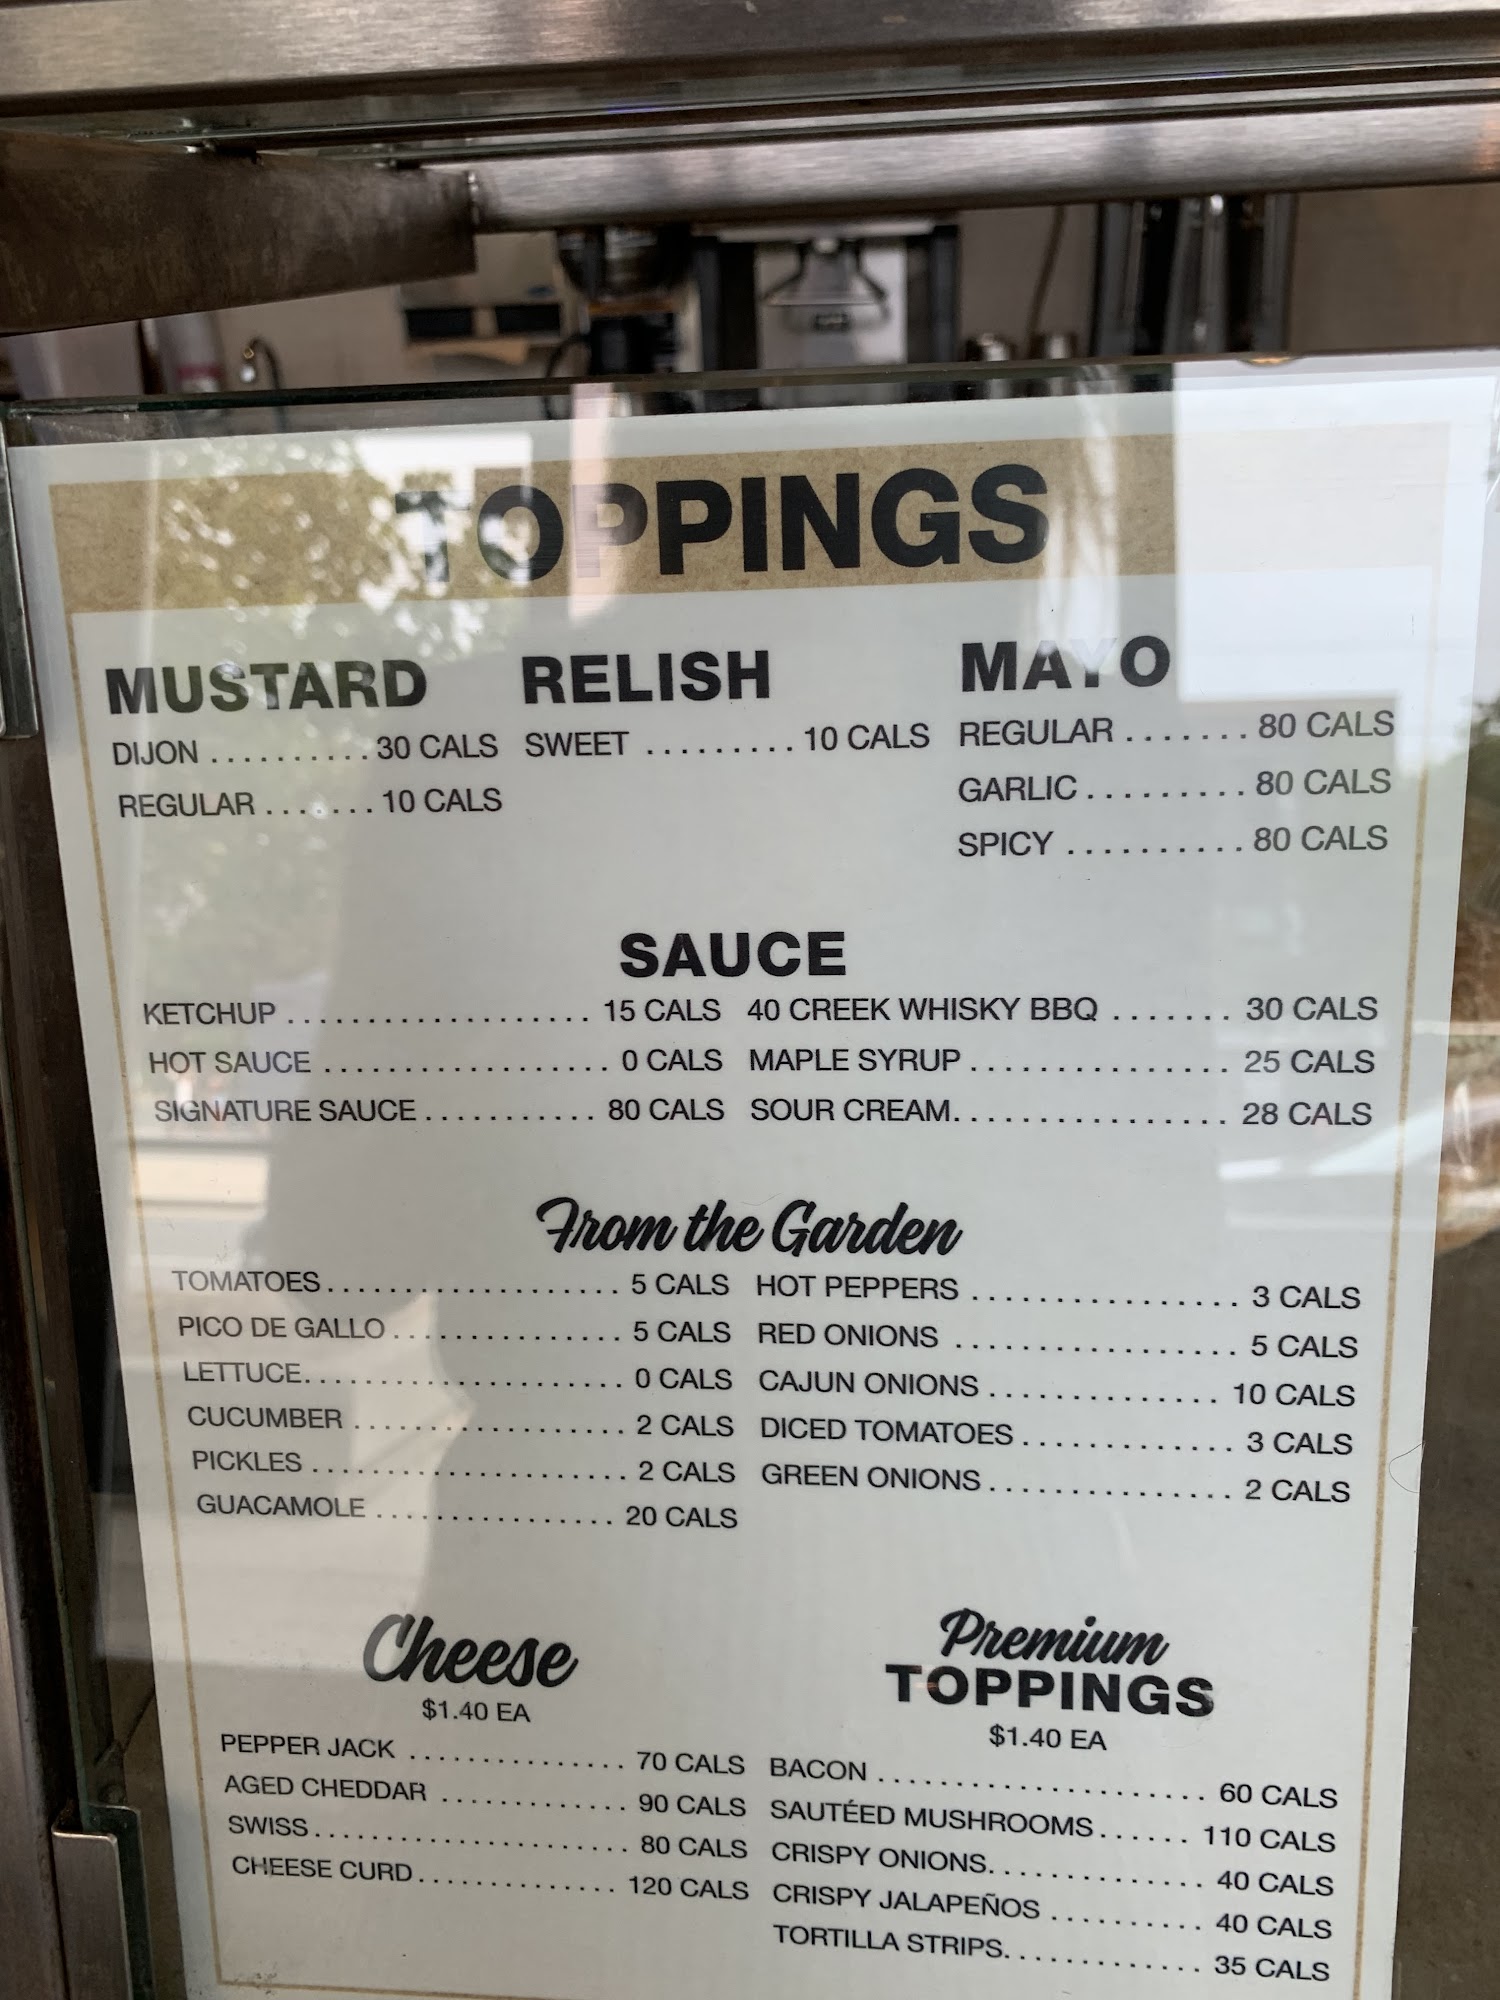 TOPPINGS
MUSTARD
DIJON .......... 30 CALS
REGULAR ....... 10 CALS
RELISH
SWEET ......... 10 CALS
MAYO
REGULAR ....... 80 CALS
GARLIC ......... 80 CALS
SPICY .......... 80 CALS
SAUCE
KETCHUP ................... 15 CALS
HOT SAUCE .................. 0 CALS
SIGNATURE SAUCE ........... 80 CALS
40 CREEK WHISKY BBQ ....... 30 CALS
MAPLE SYRUP ................ 25 CALS
SOUR CREAM ................. 28 CALS
From the Garden
TOMATOES ................... 5 CALS
PICO DE GALLO ............... 5 CALS
LETTUCE ..................... 0 CALS
CUCUMBER .................. 2 CALS
PICKLES ..................... 2 CALS
GUACAMOLE ................ 20 CALS
HOT PEPPERS ................. 3 CALS
RED ONIONS .................. 5 CALS
CAJUN ONIONS ............... 10 CALS
DICED TOMATOES .............. 3 CALS
GREEN ONIONS ................ 2 CALS
Cheese
$1.40 EA
PEPPER JACK ............... 70 CALS
AGED CHEDDAR ............. 90 CALS
SWISS ..................... 80 CALS
CHEESE CURD .............. 120 CALS
Premium
TOPPINGS
$1.40 EA
BACON ...................... 60 CALS
SAUTÉED MUSHROOMS ...... 110 CALS
CRISPY ONIONS ............... 40 CALS
CRISPY JALAPEÑOS .......... 40 CALS
TORTILLA STRIPS ............. 35 CALS